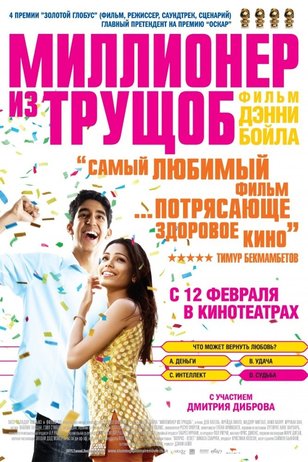 4 ПРЕМИИ "ЗОЛОТОЙ ГЛОБУС" (ФИЛЬМ, РЕЖИССЕР, САУНДТРЕК, СЦЕНАРИЙ)
ГЛАВНЫЙ ПРЕТЕНДЕНТ НА ПРЕМИЮ "ОСКАР"
МИЛЛИОНЕР
ИЗ ТРУЩОБ
ФИЛЬМ
ДЭННИ
БОЙЛА
"САМЫЙ
ЛЮБИМЫЙ
ФИЛЬМ
...ПОТРЯСАЮЩЕ
ЗДОРОВОЕ
КИНО"
★★★★★ ТИМУР БЕКМАМБЕТОВ
С 12 ФЕВРАЛЯ
В КИНОТЕАТРАХ
ЧТО МОЖЕТ ВЕРНУТЬ ЛЮБОВЬ?
A. ДЕНЬГИ
B. УДАЧА
C. ИНТЕЛЛЕКТ
D. СУДЬБА
С УЧАСТИЕМ
ДМИТРИЯ ДИБРОВА